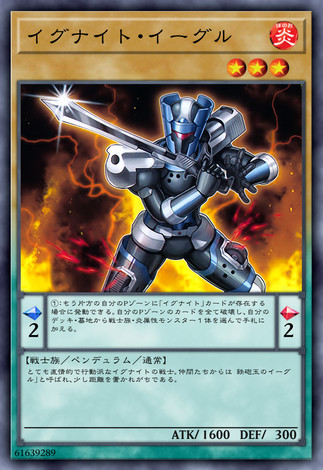 イグナイト・イーグル
ほのお
炎
①:もう片方の自分のPゾーンに「イグナイト」カードが存在する
場合に発動できる。自分のPゾーンのカードを全て破壊し、自分の
デッキ・墓地から戦士族・炎属性モンスター1体を選んで手札に
加える。
2
2
【戦士族/ペンデュラム/通常】
とても直情的で行動派なイグナイトの戦士。仲間たちからは 鉄砲玉のイーグ
ル」と呼ばれ、少し距離を置かれがちである。
ATK/ 1600 DEF/ 300
61639289